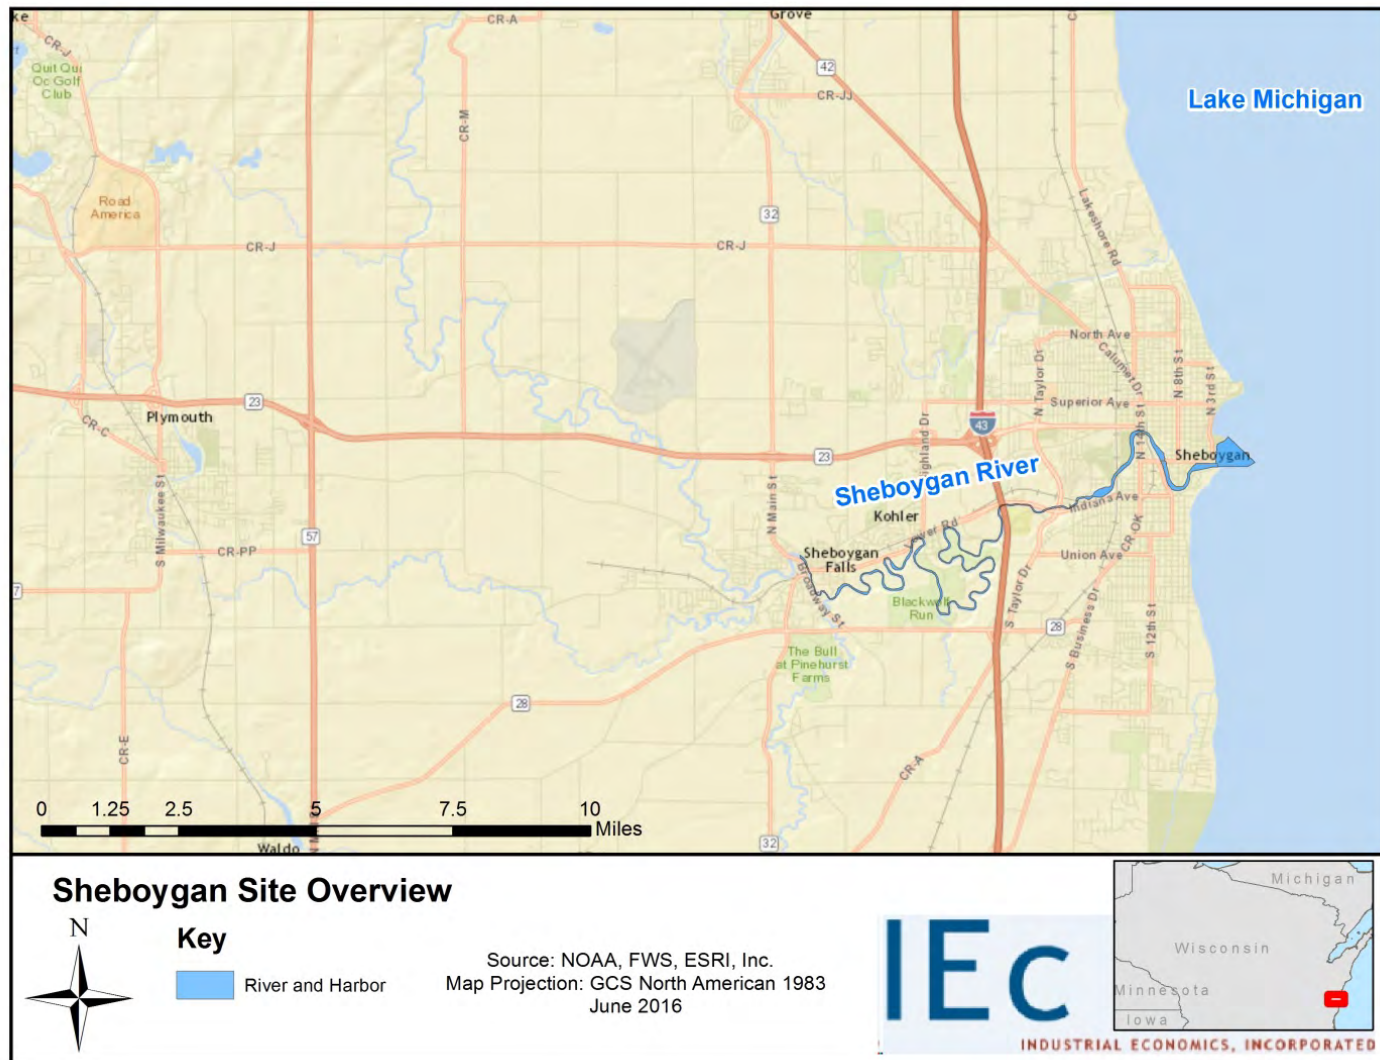 ke
CR-A
Grove
CR-J
Quit Qui
Oc Golf
Club
42
CR-JJ
Lake Michigan
CR-M
Road
America
32
Lakeshore Rd
CR-J
CR-J
North Ave
Calumet Dr
N Taylor Dr
N 8th St
N 3rd St
Superior Ave
23
Plymouth
CR-C
43
N 14th St
23
Sheboygan
Sheboygan River
N Main St
Indiana Ave
Kohler
CR-OK
S Milwaukee St
57
CR-PP
Sheboygan
Falls
Union Ave
7
Broadway St
Blackwolf
Run
S Taylor Dr
28
S Business Dr
S 12th St
The Bull
at Pinehurst
Farms
28
CR-E
CR-A
0 1.25 2.5 5 7.5 10
Miles
32
Waldo
Sheboygan Site Overview
N
Key
River and Harbor
Source: NOAA, FWS, ESRI, Inc.
Map Projection: GCS North American 1983
June 2016
IEc
INDUSTRIAL ECONOMICS, INCORPORATED
Michigan
Wisconsin
Minnesota
Iowa